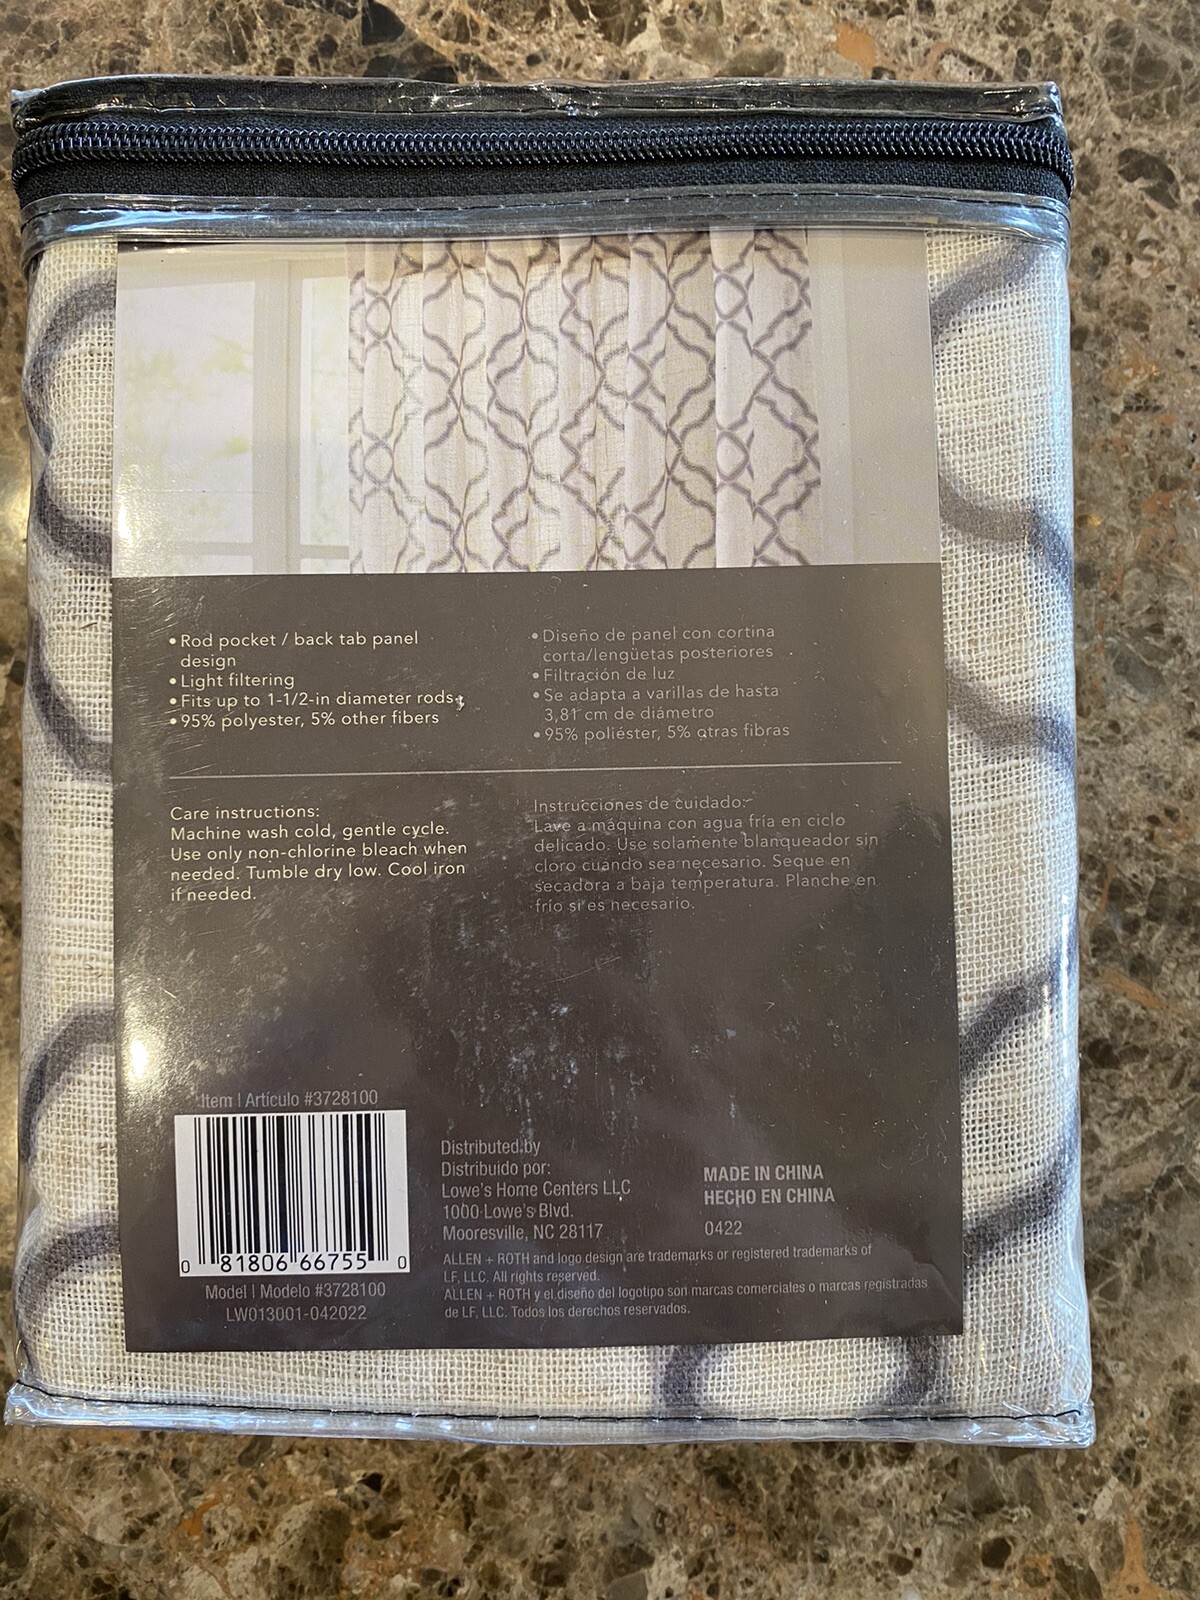 • Rod pocket / back tab panel
design
• Light filtering
• Fits up to 1-1/2-in diameter rods
• 95% polyester, 5% other fibers
• Diseño de panel con cortina
corta/lengüetas posteriores
• Filtración de luz
• Se adapta a varillas de hasta
3,81 cm de diámetro
• 95% poliéster, 5% otras fibras
Care instructions:
Machine wash cold, gentle cycle.
Use only non-chlorine bleach when
needed. Tumble dry low. Cool iron
if needed.
Instrucciones de cuidado:
Lave a máquina con agua fría en ciclo
delicado. Use solamente blanqueador sin
cloro cuando sea necesario. Seque en
secadora a baja temperatura. Planche en
frío si es necesario.
Item | Artículo #3728100
0 81806 66755 0
Model | Modelo #3728100
LW013001-042022
Distributed by
Distribuido por:
Lowe's Home Centers LLC
1000 Lowe's Blvd.
Mooresville, NC 28117
MADE IN CHINA
HECHO EN CHINA
0422
ALLEN + ROTH and logo design are trademarks or registered trademarks of
LF, LLC. All rights reserved.
ALLEN + ROTH y el diseño del logotipo son marcas comerciales o marcas registradas
de LF, LLC. Todos los derechos reservados.